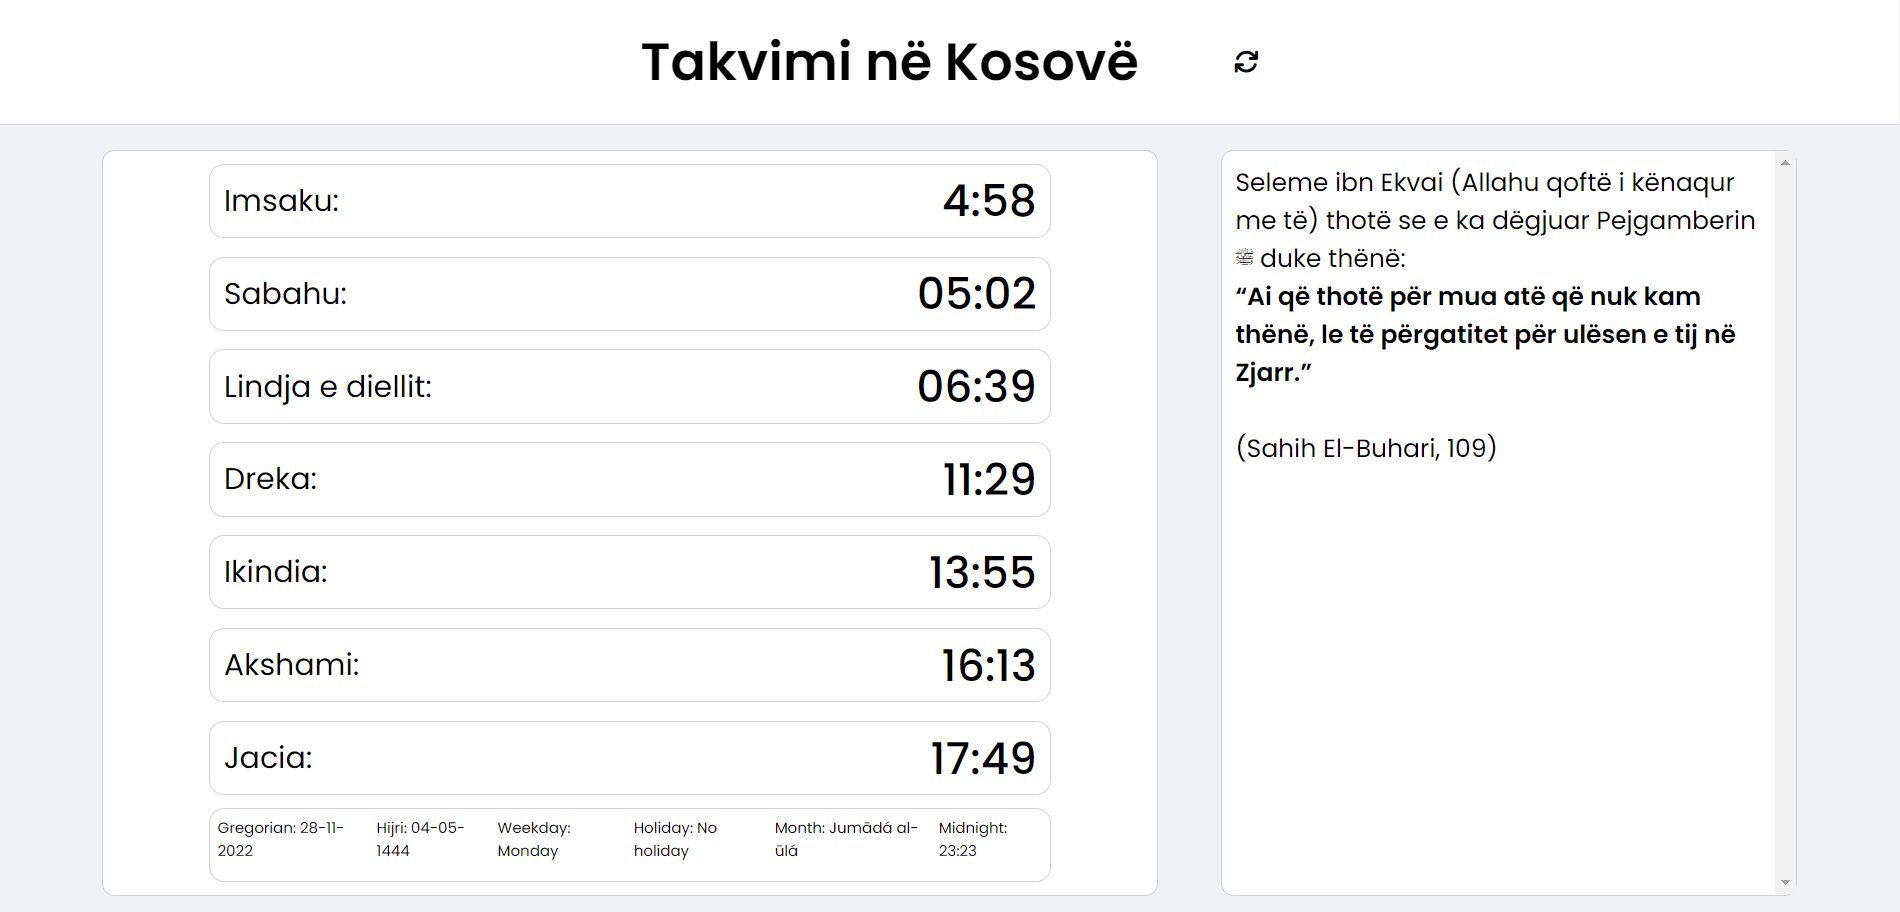 Takvimi në Kosovë
Imsaku: 4:58
Sabahu: 05:02
Lindja e diellit: 06:39
Dreka: 11:29
Ikindia: 13:55
Akshami: 16:13
Jacia: 17:49
Gregorian: 28-11-
2022
Hijri: 04-05-
1444
Weekday:
Monday
Holiday: No
holiday
Month: Jumādá al-
ūlá
Midnight:
23:23
Seleme ibn Ekvai (Allahu qoftë i kënaqur
me të) thotë se e ka dëgjuar Pejgamberin
ﷺ duke thënë:
“Ai që thotë për mua atë që nuk kam
thënë, le të përgatitet për ulësen e tij në
Zjarr.”
(Sahih El-Buhari, 109)